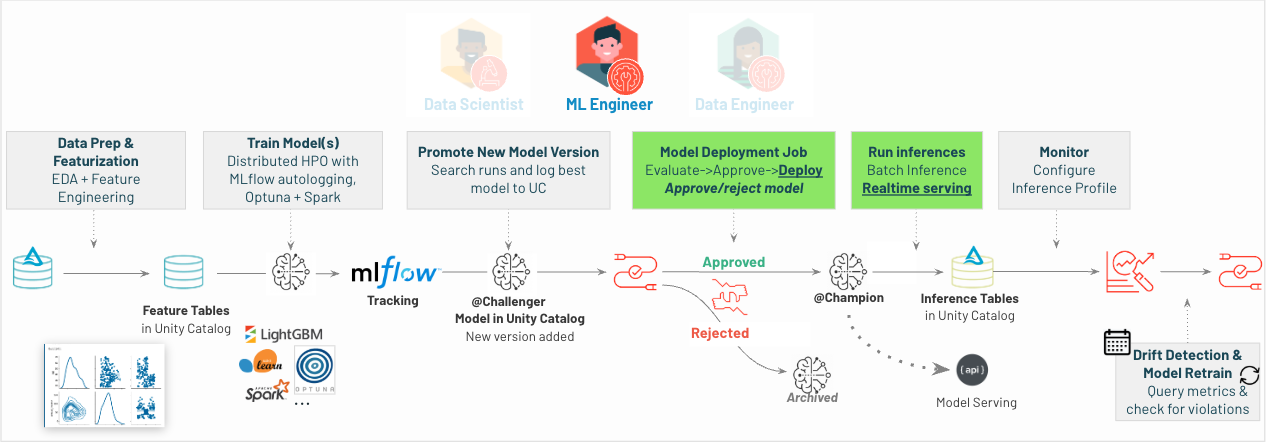 Data Scientist
ML Engineer
Data Engineer
Data Prep &
Featurization
EDA + Feature
Engineering
Train Model(s)
Distributed HPO with
MLflow autologging,
Optuna + Spark
Promote New Model Version
Search runs and log best
model to UC
Model Deployment Job
Evaluate->Approve->Deploy
Approve/reject model
Run inferences
Batch Inference
Realtime serving
Monitor
Configure
Inference Profile
mlflow
Tracking
Feature Tables
in Unity Catalog
LightGBM
learn
OPTUNA
APACHE
Spark
...
@Challenger
Model in Unity Catalog
New version added
Approved
Rejected
Archived
@Champion
{api}
Model Serving
Inference Tables
in Unity Catalog
Drift Detection &
Model Retrain
Query metrics &
check for violations